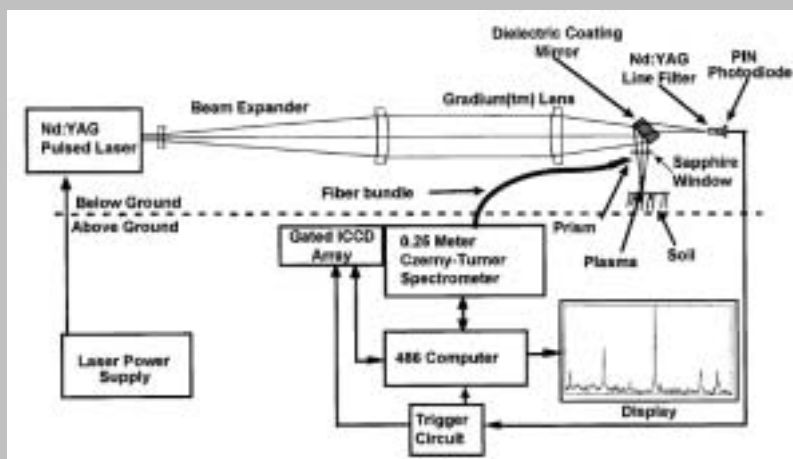 Dielectric Coating
Mirror
Nd:YAG
Line Filter
PIN
Photodiode
Beam Expander
Gradium(tm) Lens
Nd:YAG
Pulsed Laser
Sapphire
Window
Fiber bundle
Below Ground
Above Ground
Prism
Plasma
Soil
Gated ICCD
Array
0.25 Meter
Czerny-Turner
Spectrometer
Laser Power
Supply
486 Computer
Display
Trigger
Circuit